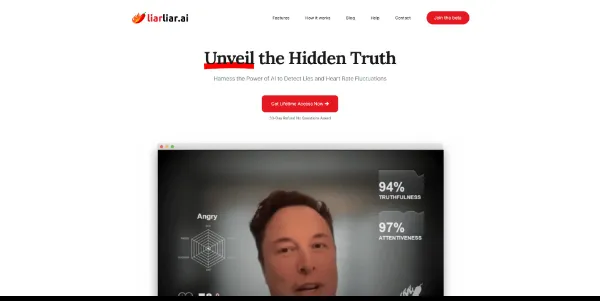 liarliar.ai
Features
How it works
Blog
Help
Contact
Join the beta
Unveil the Hidden Truth
Harness the Power of AI to Detect Lies and Heart Rate Fluctuations
Get Lifetime Access Now →
Angry
94%
TRUTHFULNESS
97%
ATTENTIVENESS